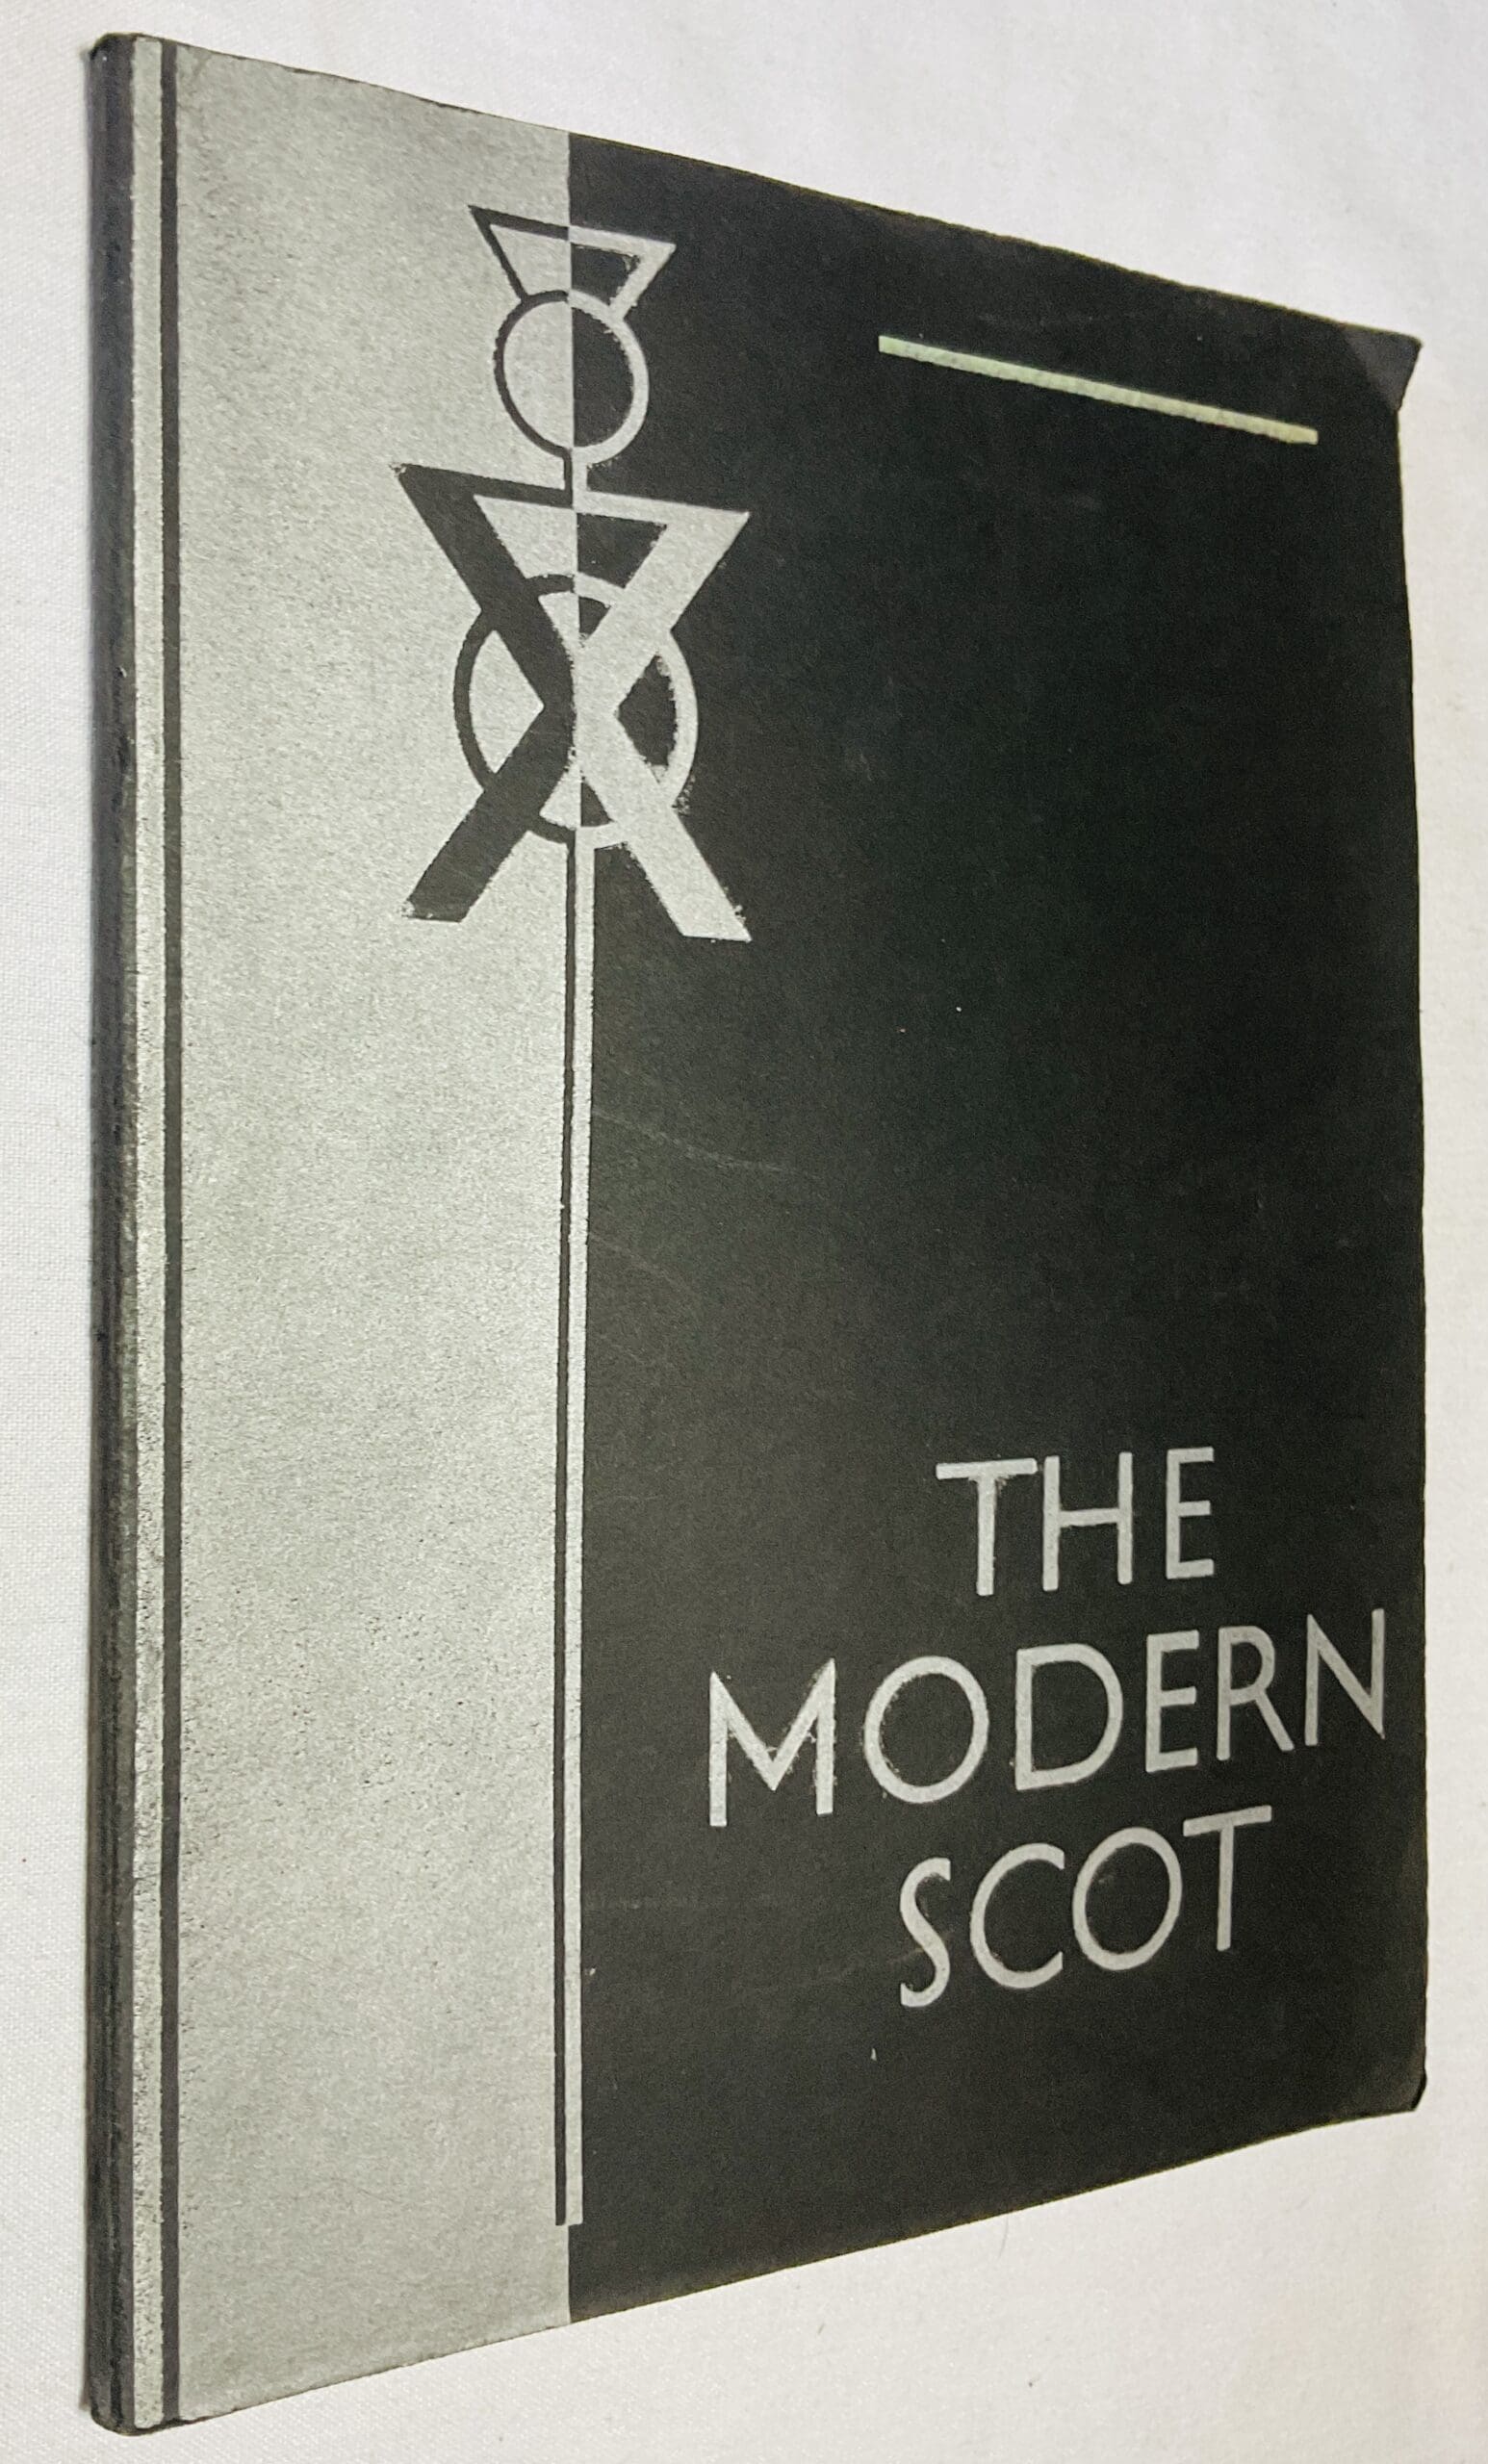 THE
MODERN
SCOT